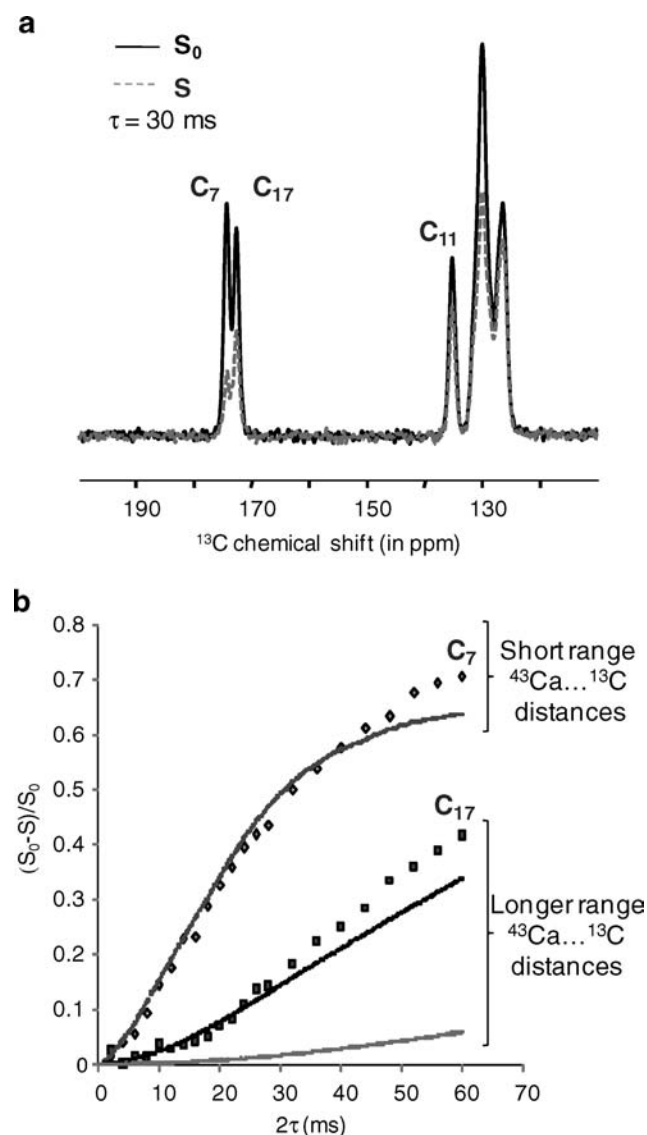 a
S₀
S
τ = 30 ms
C₇ C₁₇
C₁₁
190 170 150 130
¹³C chemical shift (in ppm)
b
0.8
0.7
0.6
0.5
0.4
0.3
0.2
0.1
0
(S₀-S)/S₀
C₇
Short range
⁴³Ca…¹³C
distances
C₁₇
Longer range
⁴³Ca…¹³C
distances
0 10 20 30 40 50 60 70
2τ (ms)